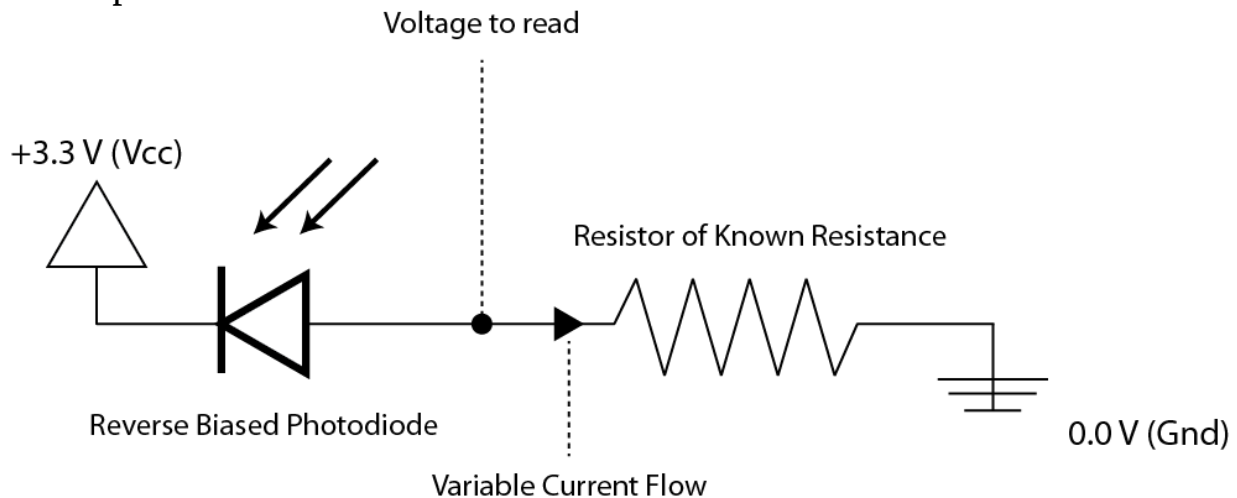 Voltage to read
+3.3 V (Vcc)
Resistor of Known Resistance
Reverse Biased Photodiode
0.0 V (Gnd)
Variable Current Flow